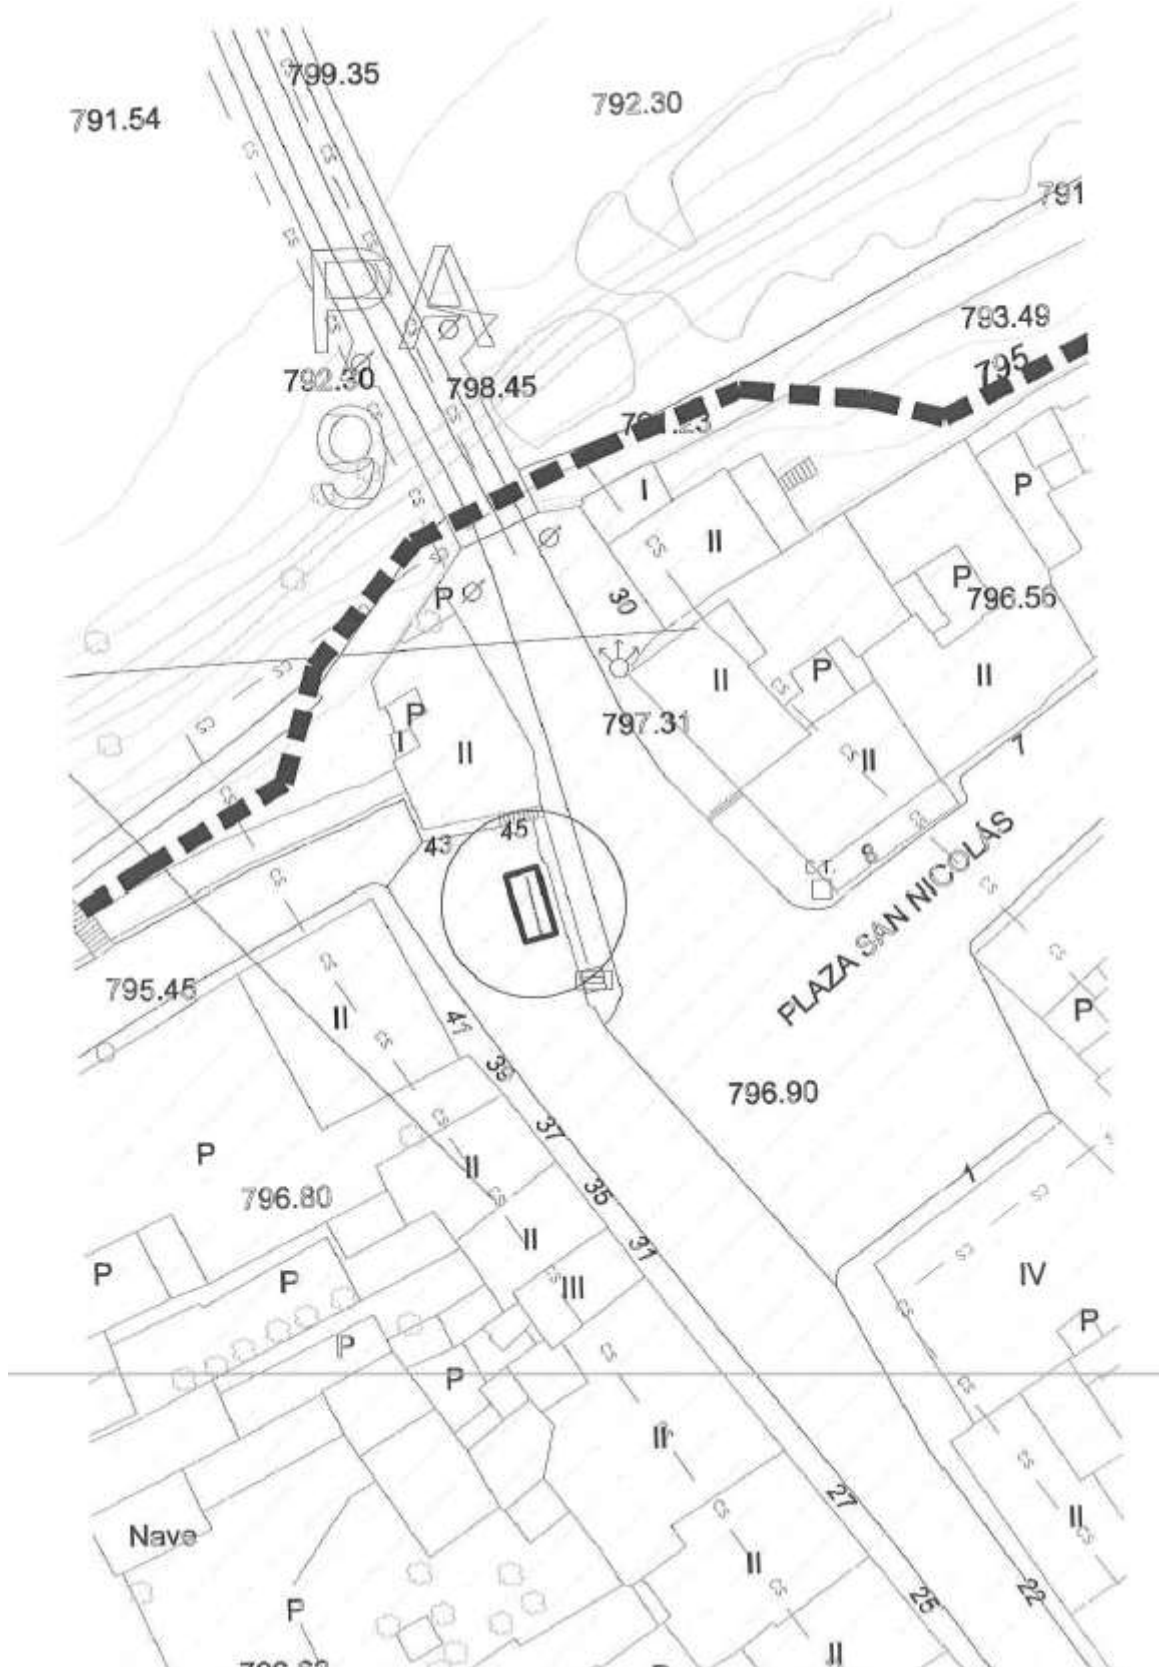 799.35
791.54
792.30
791
PA
793.49
795
792.30
798.45
9
P
I
II
P
P
796.56
30
P
P
II
II
P
797.31
I
II
II
7
45
43
8
C.T.
PLAZA SAN NICOLÁS
795.45
II
41
P
39
796.90
37
P
II
1
35
796.80
II
31
P
P
III
IV
P
P
P
II
27
II
Nave
II
25
22
P
II